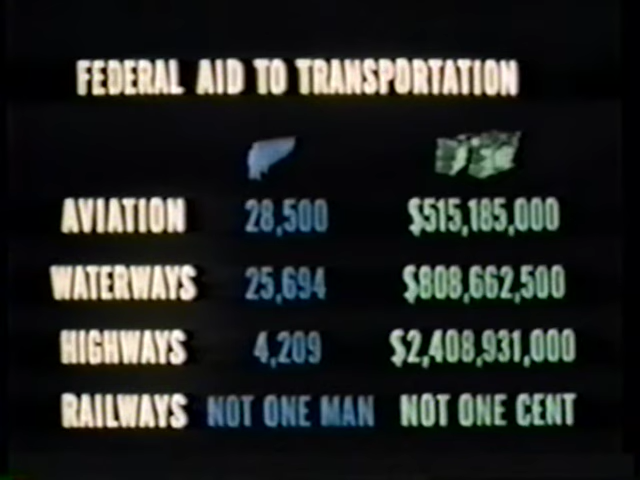 FEDERAL AID TO TRANSPORTATION
AVIATION 28,500 $515,185,000
WATERWAYS 25,694 $808,662,500
HIGHWAYS 4,209 $2,408,931,000
RAILWAYS NOT ONE MAN NOT ONE CENT